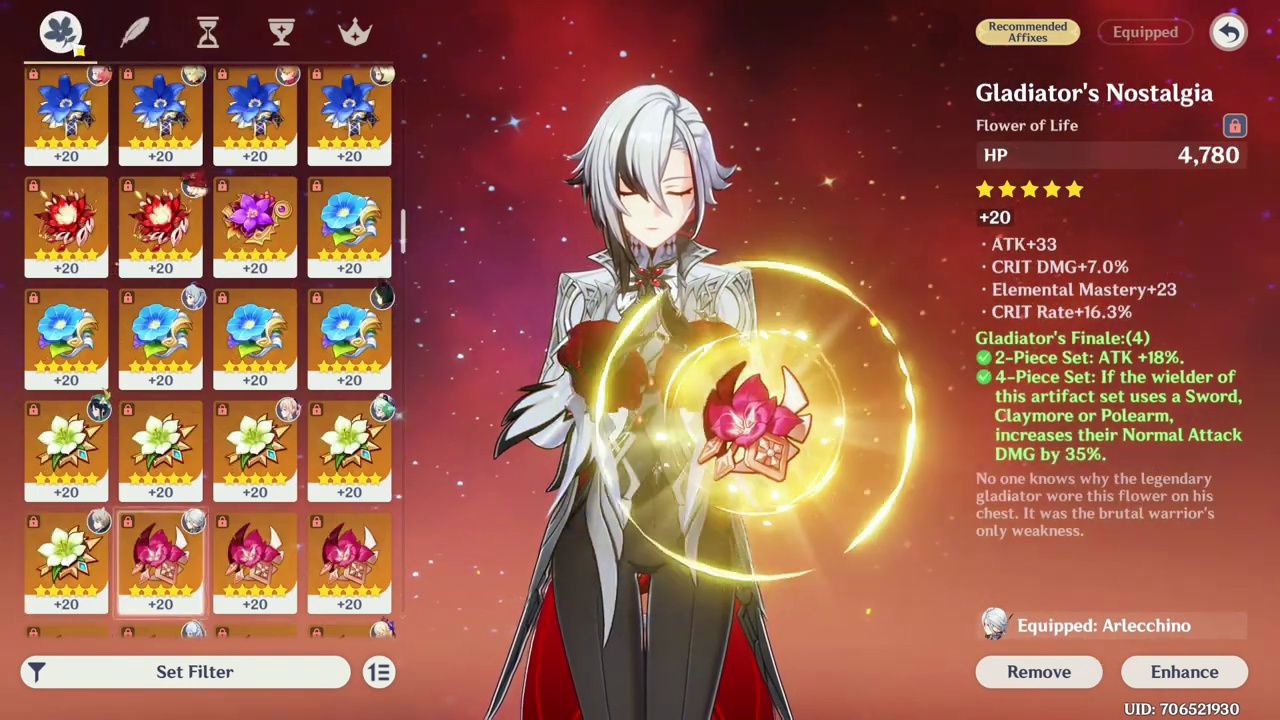 Recommended
Affixes
Equipped
Gladiator's Nostalgia
Flower of Life
HP 4,780
+20
· ATK+33
· CRIT DMG+7.0%
· Elemental Mastery+23
· CRIT Rate+16.3%
Gladiator's Finale:(4)
2-Piece Set: ATK +18%.
4-Piece Set: If the wielder of
this artifact set uses a Sword,
Claymore or Polearm,
increases their Normal Attack
DMG by 35%.
No one knows why the legendary
gladiator wore this flower on his
chest. It was the brutal warrior's
only weakness.
Equipped: Arlecchino
Remove Enhance
UID: 706521930
+20 +20 +20 +20
+20 +20 +20 +20
+20 +20 +20 +20
+20 +20 +20 +20
+20 +20 +20 +20
Set Filter